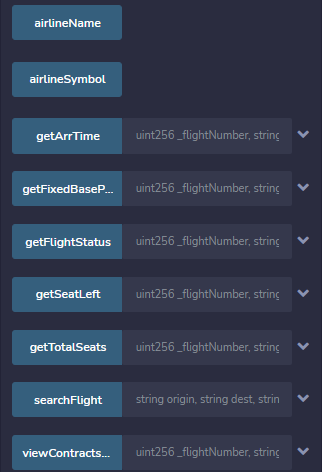 airlineName
airlineSymbol
getArrTime uint256 _flightNumber, string
getFixedBaseP... uint256 _flightNumber, string
getFlightStatus uint256 _flightNumber, string
getSeatLeft uint256 _flightNumber, string
getTotalSeats uint256 _flightNumber, string
searchFlight string origin, string dest, strin
viewContracts... uint256 _flightNumber, string